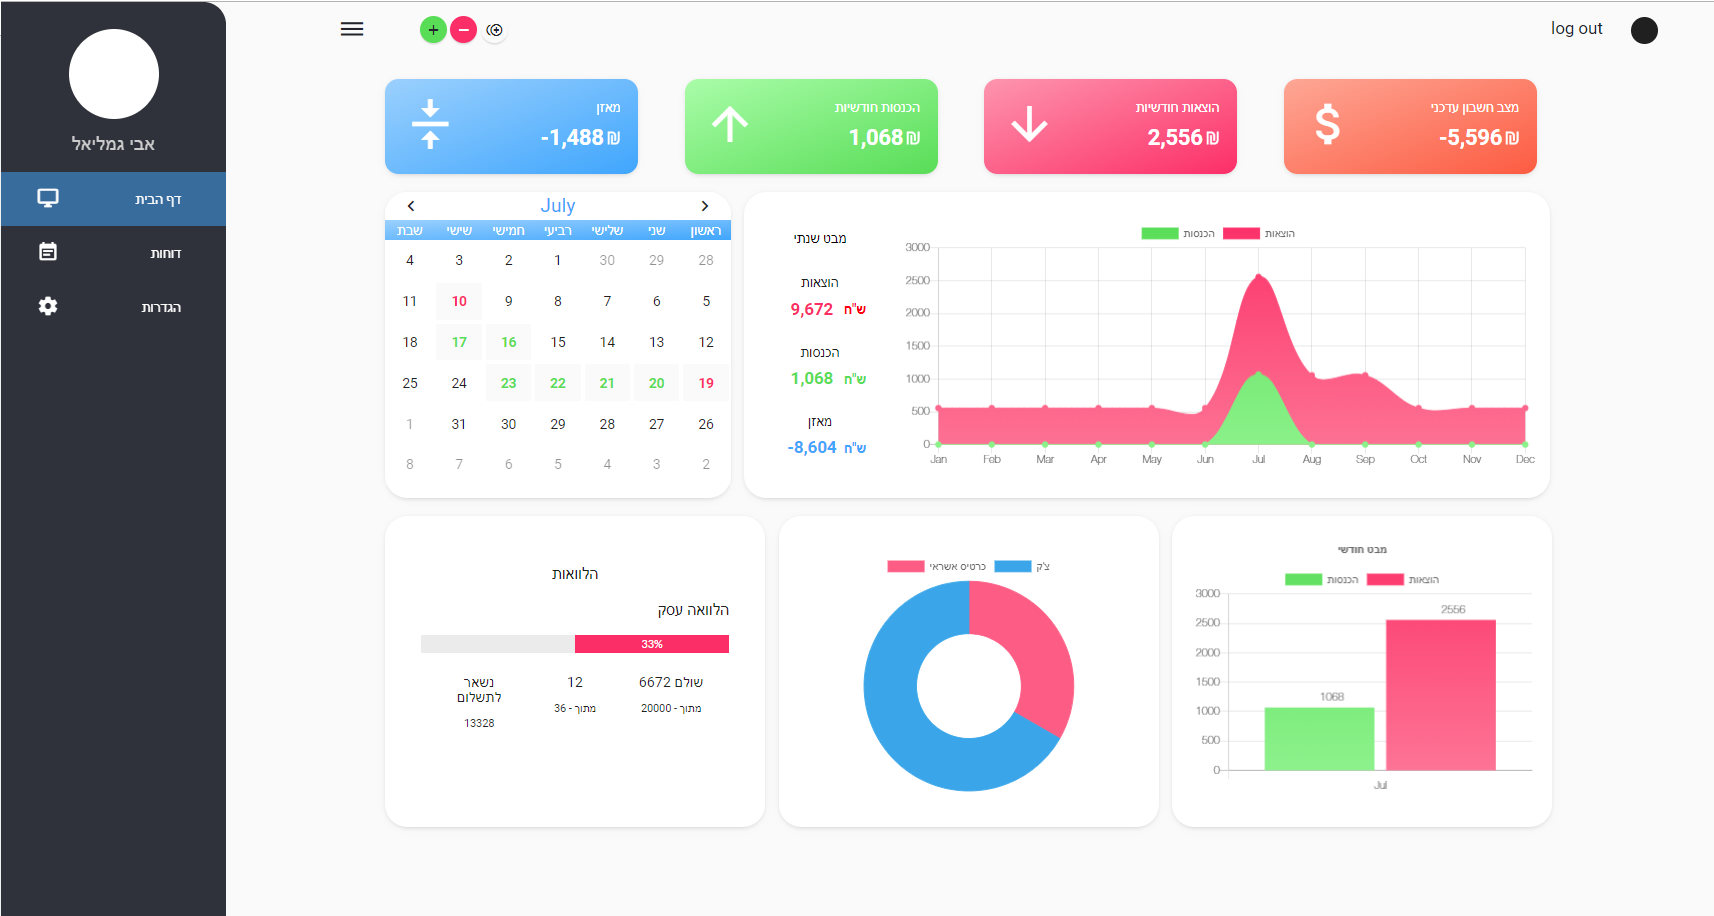 log out
אבי גמליאל
דף הבית
דוחות
הגדרות
מצב חשבון עדכני
-5,596 ₪
הוצאות חודשיות
2,556 ₪
הכנסות חודשיות
1,068 ₪
מאזן
-1,488 ₪
July
ראשון שני שלישי רביעי חמישי שישי שבת
28 29 30 1 2 3 4
5 6 7 8 9 10 11
12 13 14 15 16 17 18
19 20 21 22 23 24 25
26 27 28 29 30 31 1
2 3 4 5 6 7 8
מבט שנתי
הוצאות
9,672 ש"ח
הכנסות
1,068 ש"ח
מאזן
-8,604 ש"ח
הוצאות הכנסות
3000
2500
2000
1500
1000
500
0
Jan Feb Mar Apr May Jun Jul Aug Sep Oct Nov Dec
מבט חודשי
הוצאות הכנסות
3000
2500
2000
1500
1000
500
0
2556
1068
Jul
צ'ק כרטיס אשראי
הלוואות
הלוואה עסק
33%
שולם 6672
מתוך - 20000
12
מתוך - 36
נשאר
לתשלום
13328